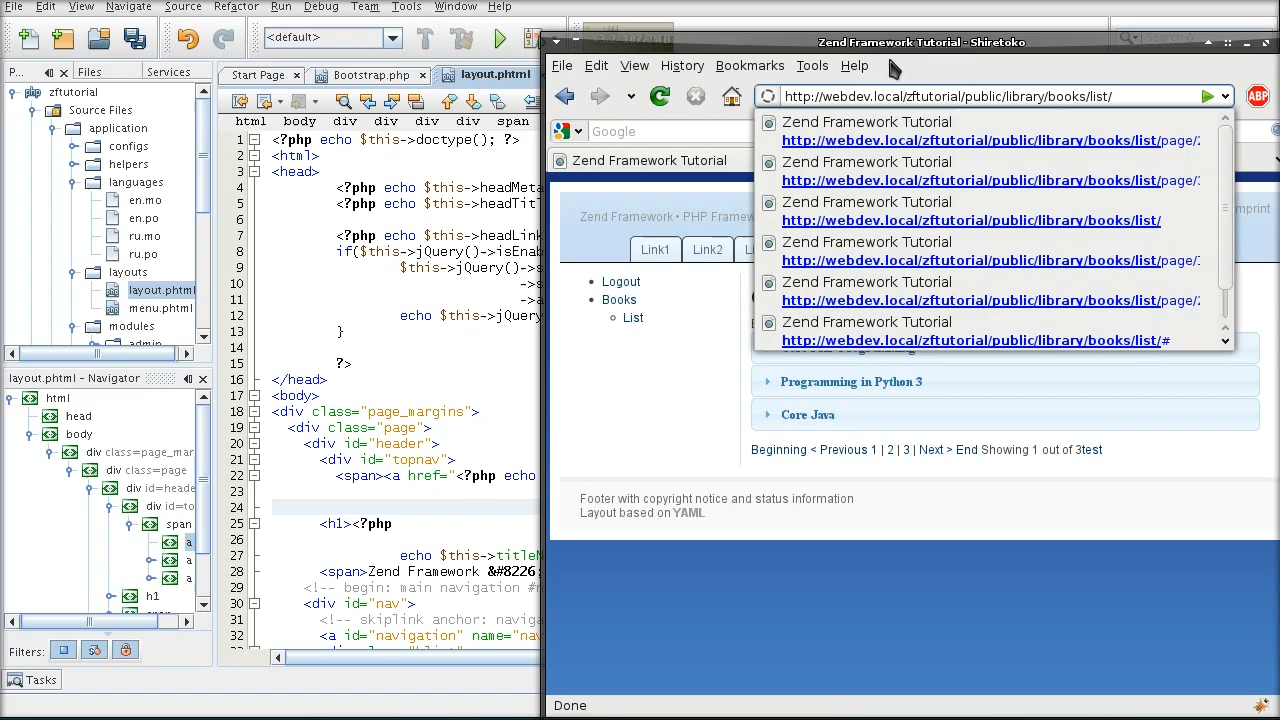 File Edit View Navigate Source Refactor Run Debug Team Tools Window Help
<default>
P... Files Services
zftutorial
Source Files
application
configs
helpers
languages
en.mo
en.po
ru.mo
ru.po
layouts
layout.phtml
menu.phtml
modules
admin
layout.phtml - Navigator
html
head
body
div class=page_mar
div class=page
div id=heade
div id=to
span
a
a
a
h1
Filters:
Tasks
Start Page Bootstrap.php layout.phtml
html body div div div div span
1 <?php echo $this->doctype(); ?>
2 <html>
3 <head>
4 <?php echo $this->headMeta
5 <?php echo $this->headTitl
6
7 <?php echo $this->headLink
8 if($this->jQuery()->isEnab
9 $this->jQuery()->s
10 ->s
11 ->a
12 echo $this->jQuery
13 }
14
15 ?>
16 </head>
17 <body>
18 <div class="page_margins">
19 <div class="page">
20 <div id="header">
21 <div id="topnav">
22 <span><a href="<?php echo
23
24
25 <h1><?php
26
27 echo $this->titleM
28 <span>Zend Framework &#8226;
29 <!-- begin: main navigation #n
30 <div id="nav">
31 <!-- skiplink anchor: naviga
32 <a id="navigation" name="nav
Zend Framework Tutorial - Shiretoko
File Edit View History Bookmarks Tools Help
http://webdev.local/zftutorial/public/library/books/list/
ABP
Google
Zend Framework Tutorial
Zend Framework Tutorial
http://webdev.local/zftutorial/public/library/books/list/page/2
Zend Framework Tutorial
http://webdev.local/zftutorial/public/library/books/list/page/3
Zend Framework Tutorial
http://webdev.local/zftutorial/public/library/books/list/
Zend Framework Tutorial
http://webdev.local/zftutorial/public/library/books/list/page/
Zend Framework Tutorial
http://webdev.local/zftutorial/public/library/books/list/page/2
Zend Framework Tutorial
http://webdev.local/zftutorial/public/library/books/list/#
Zend Framework • PHP Framew
mprint
Link1 Link2 Li
Logout
Books
List
Programming in Python 3
Core Java
Beginning < Previous 1 | 2 | 3 | Next > End Showing 1 out of 3test
Footer with copyright notice and status information
Layout based on YAML
Done